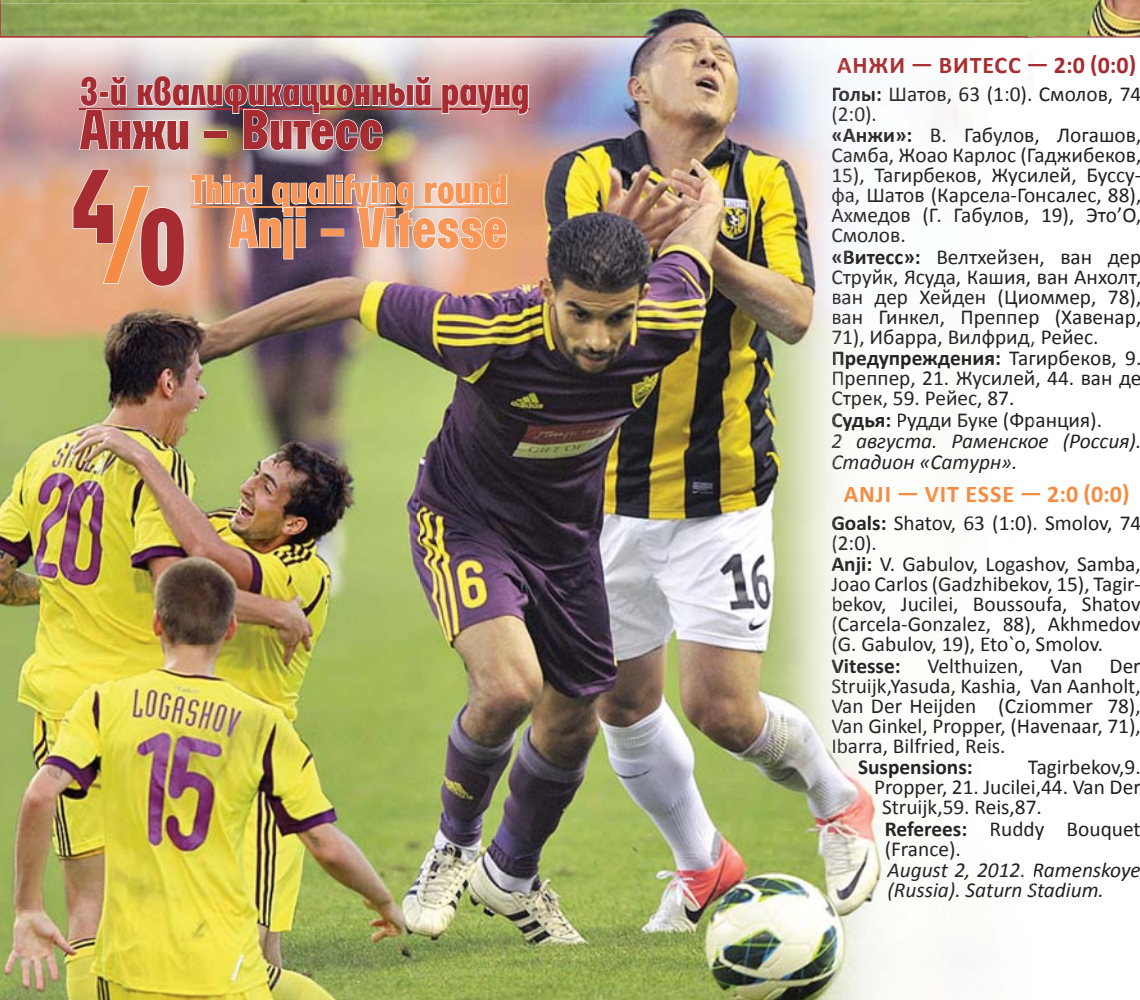 3-й квалификационный раунд
Анжи – Витесс
4/0
Third qualifying round
Anji – Vitesse
АНЖИ — ВИТЕСС — 2:0 (0:0)
Голы: Шатов, 63 (1:0). Смолов, 74
(2:0).
«Анжи»: В. Габулов, Логашов,
Самба, Жоао Карлос (Гаджибеков,
15), Тагирбеков, Жусилей, Буссу-
фа, Шатов (Карсела-Гонсалес, 88),
Ахмедов (Г. Габулов, 19), Это’О,
Смолов.
«Витесс»: Велтхейзен, ван дер
Струйк, Ясуда, Кашия, ван Анхолт,
ван дер Хейден (Циоммер, 78),
ван Гинкел, Преппер (Хавенар,
71), Ибарра, Вилфрид, Рейес.
Предупреждения: Тагирбеков, 9.
Преппер, 21. Жусилей, 44. ван де
Стрек, 59. Рейес, 87.
Судья: Рудди Буке (Франция).
2 августа. Раменское (Россия).
Стадион «Сатурн».
ANJI — VIT ESSE — 2:0 (0:0)
Goals: Shatov, 63 (1:0). Smolov, 74
(2:0).
Anji: V. Gabulov, Logashov, Samba,
Joao Carlos (Gadzhibekov, 15), Tagir-
bekov, Jucilei, Boussoufa, Shatov
(Carcela-Gonzalez, 88), Akhmedov
(G. Gabulov, 19), Eto`o, Smolov.
Vitesse: Velthuizen, Van Der
Struijk,Yasuda, Kashia, Van Aanholt,
Van Der Heijden (Cziommer 78),
Van Ginkel, Propper, (Havenaar, 71),
Ibarra, Bilfried, Reis.
Suspensions: Tagirbekov,9.
Propper, 21. Jucilei,44. Van Der
Struijk,59. Reis,87.
Referees: Ruddy Bouquet
(France).
August 2, 2012. Ramenskoye
(Russia). Saturn Stadium.
20
LOGASHOV
15
adidas
GIFT OF
6
16